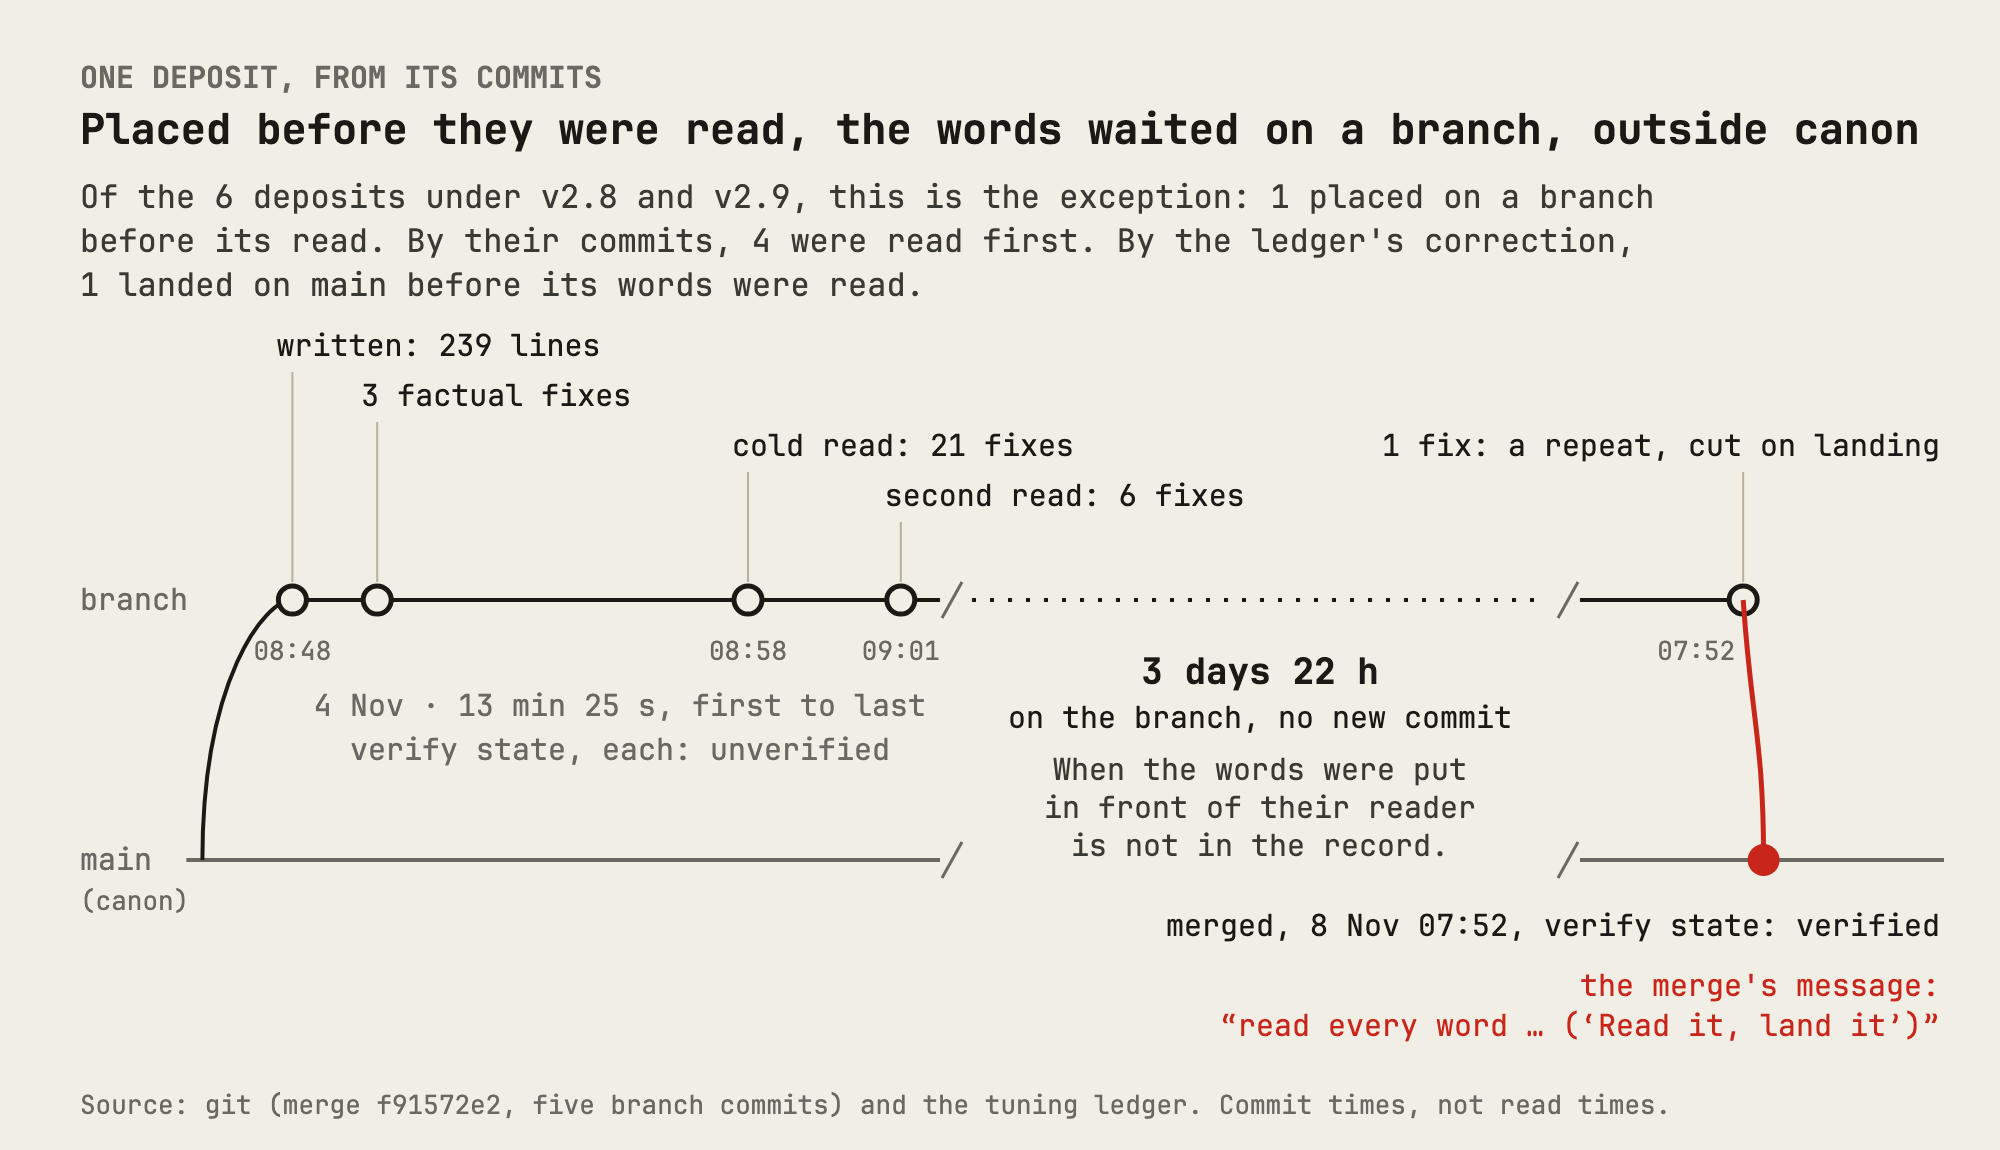 ONE DEPOSIT, FROM ITS COMMITS
Placed before they were read, the words waited on a branch, outside canon
Of the 6 deposits under v2.8 and v2.9, this is the exception: 1 placed on a branch
before its read. By their commits, 4 were read first. By the ledger's correction,
1 landed on main before its words were read.
written: 239 lines
3 factual fixes
cold read: 21 fixes
1 fix: a repeat, cut on landing
second read: 6 fixes
branch
08:48
08:58
09:01
07:52
3 days 22 h
4 Nov · 13 min 25 s, first to last
on the branch, no new commit
verify state, each: unverified
When the words were put
in front of their reader
is not in the record.
main
(canon)
merged, 8 Nov 07:52, verify state: verified
the merge's message:
“read every word … (‘Read it, land it’)”
Source: git (merge f91572e2, five branch commits) and the tuning ledger. Commit times, not read times.